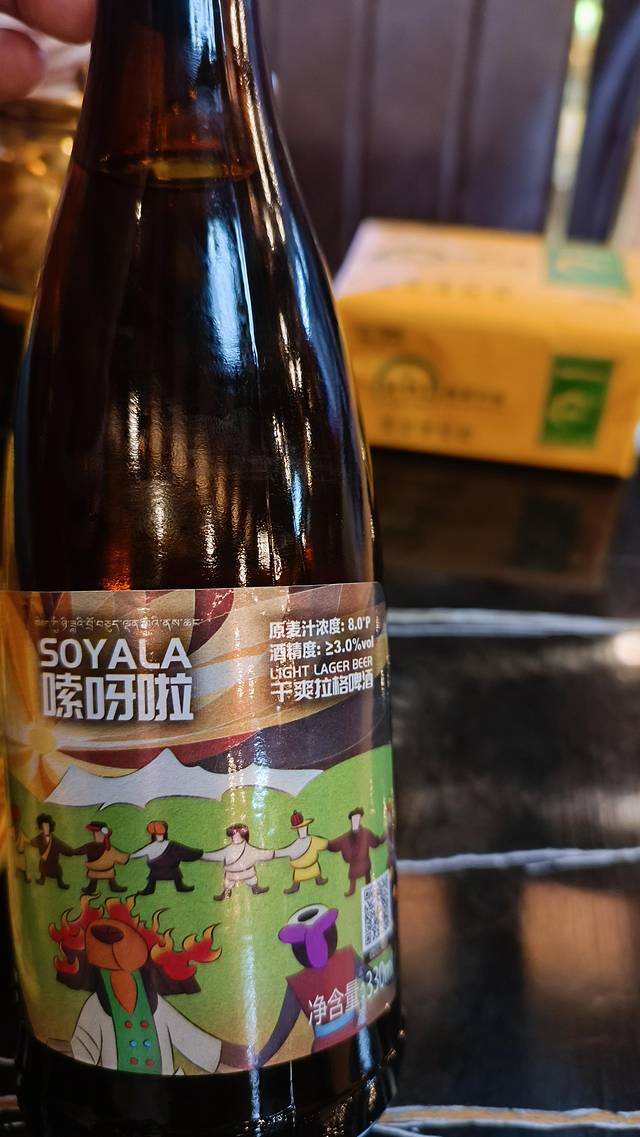 SOYALA
嗦呀啦
原麦汁浓度: 8.0°P
酒精度: ≥3.0%vol
LIGHT LAGER BEER
干爽拉格啤酒
净含量: 330m